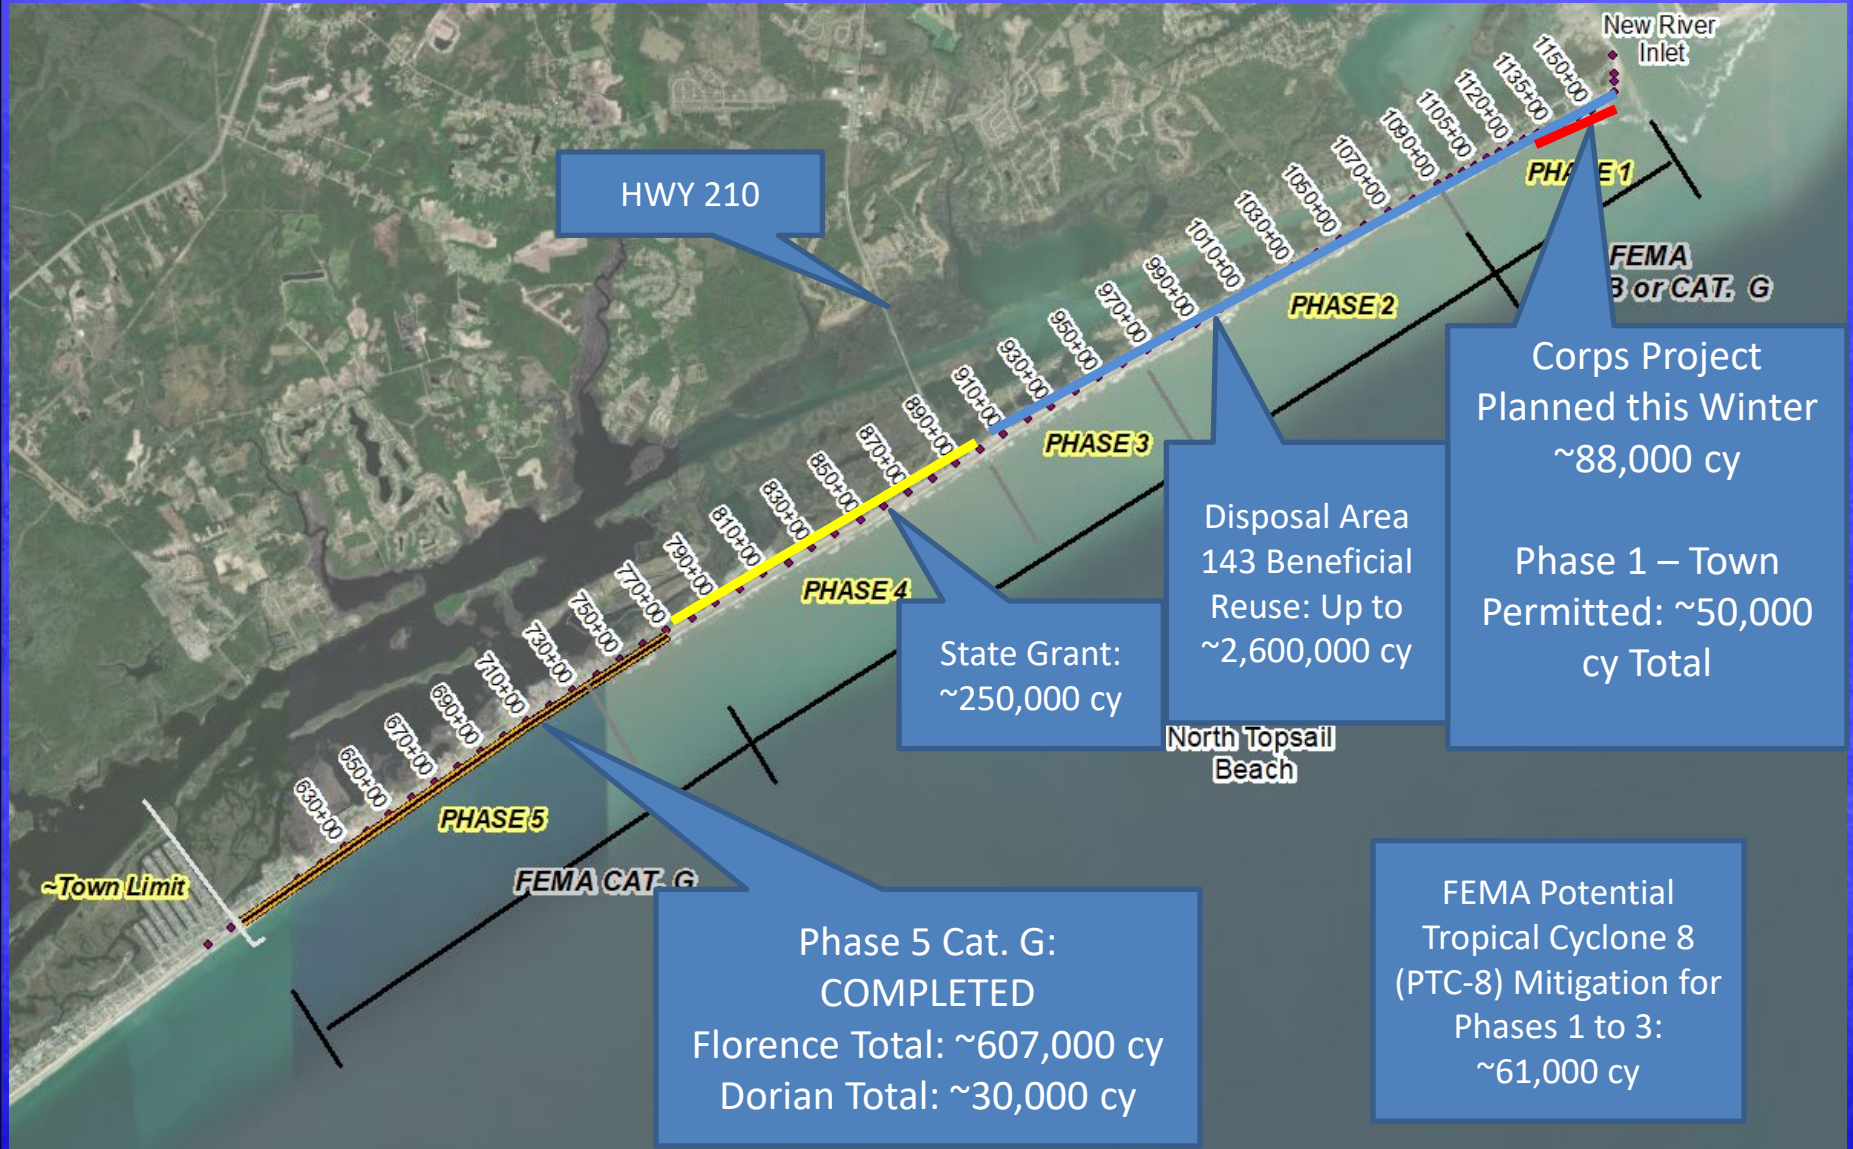 New River
Inlet
1150+00
1135+00
1120+00
1105+00
1090+00
1070+00
1050+00
1030+00
1010+00
990+00
970+00
950+00
930+00
910+00
890+00
870+00
850+00
830+00
810+00
790+00
770+00
750+00
730+00
710+00
690+00
670+00
650+00
630+00
HWY 210
PHASE 1
FEMA
B or CAT. G
PHASE 2
PHASE 3
PHASE 4
PHASE 5
Corps Project
Planned this Winter
~88,000 cy
Phase 1 – Town
Permitted: ~50,000
cy Total
Disposal Area
143 Beneficial
Reuse: Up to
~2,600,000 cy
State Grant:
~250,000 cy
North Topsail
Beach
~Town Limit
FEMA CAT. G
Phase 5 Cat. G:
COMPLETED
Florence Total: ~607,000 cy
Dorian Total: ~30,000 cy
FEMA Potential
Tropical Cyclone 8
(PTC-8) Mitigation for
Phases 1 to 3:
~61,000 cy